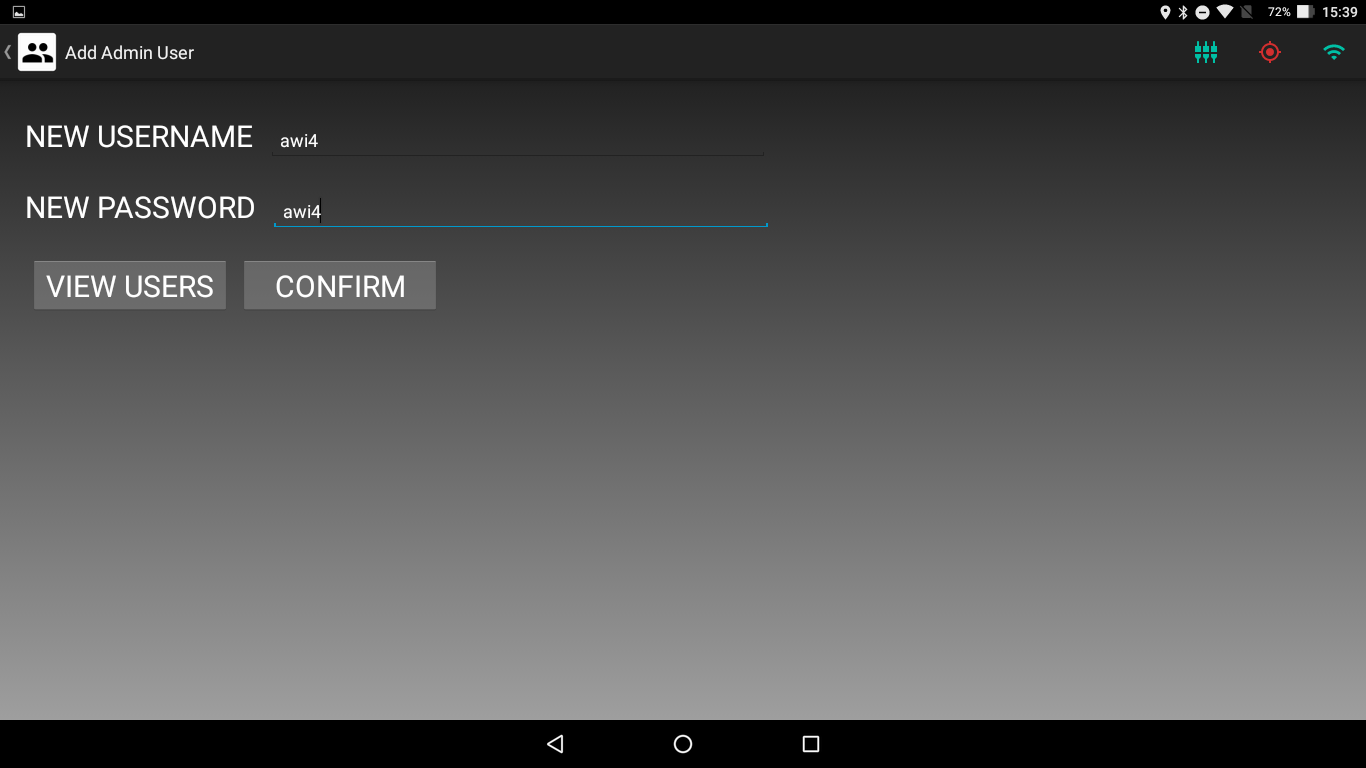 72% 15:39
Add Admin User
NEW USERNAME awi4
NEW PASSWORD awi4
VIEW USERS CONFIRM